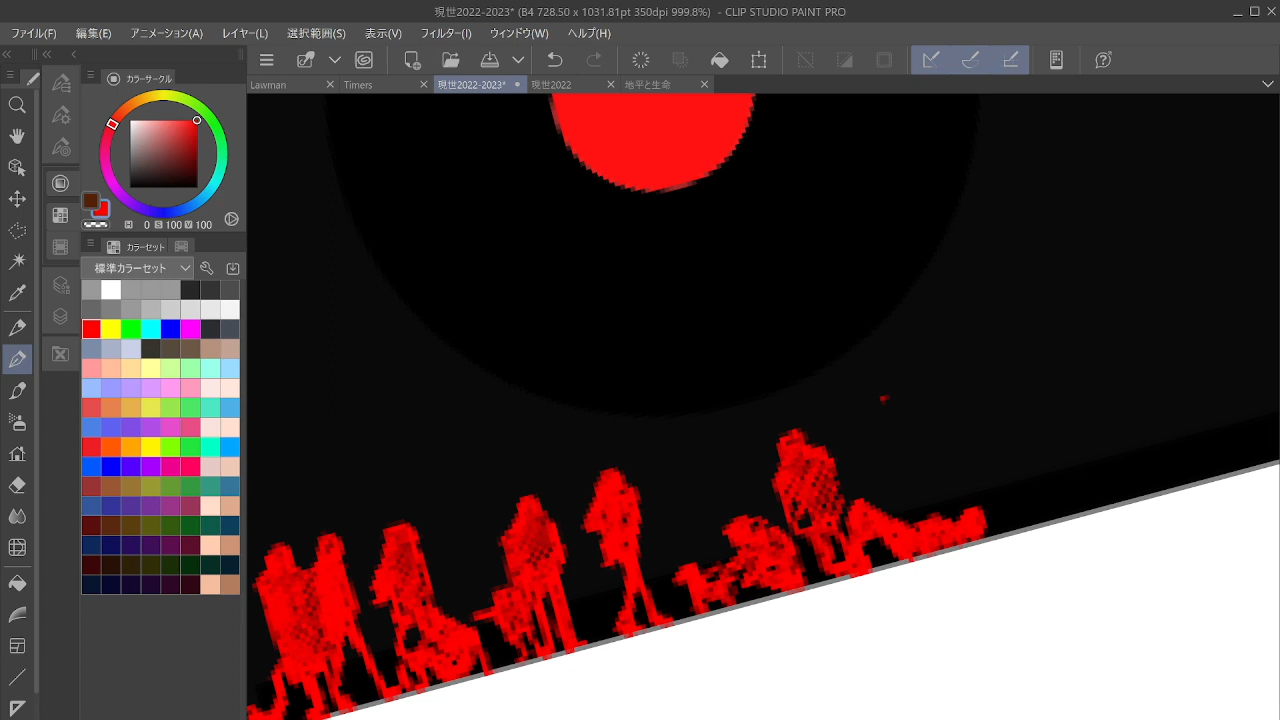 現世2022-2023* (B4 728.50 x 1031.81pt 350dpi 999.8%) - CLIP STUDIO PAINT PRO
ファイル(F) 編集(E) アニメーション(A) レイヤー(L) 選択範囲(S) 表示(V) フィルター(I) ウィンドウ(W) ヘルプ(H)
カラーサークル
Lawman Timers 現世2022-2023* 現世2022 地平と生命
H 0 S 100 V 100
カラーセット
標準カラーセット